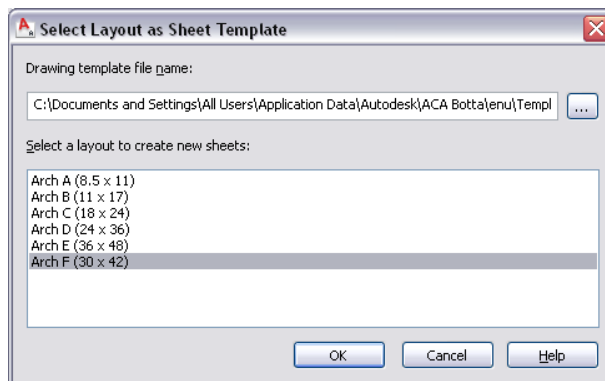 Select Layout as Sheet Template
Drawing template file name:
C:\Documents and Settings\All Users\Application Data\Autodesk\ACA Botta\enu\Templ
...
Select a layout to create new sheets:
Arch A (8.5 x 11)
Arch B (11 x 17)
Arch C (18 x 24)
Arch D (24 x 36)
Arch E (36 x 48)
Arch F (30 x 42)
OK Cancel Help